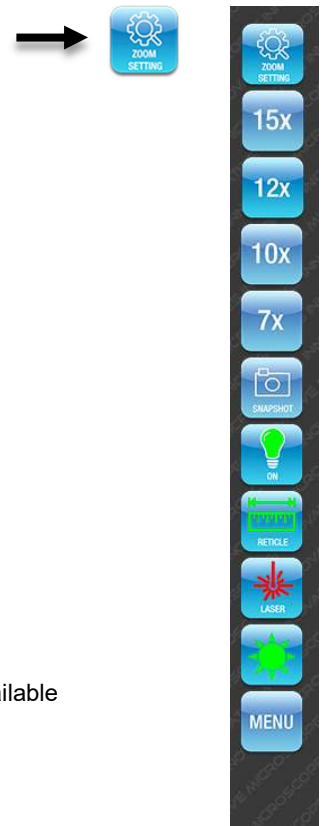 ZOOM
SETTING
ZOOM
SETTING
15x
12x
10x
7x
SNAPSHOT
ON
RETICLE
LASER
ilable
MENU